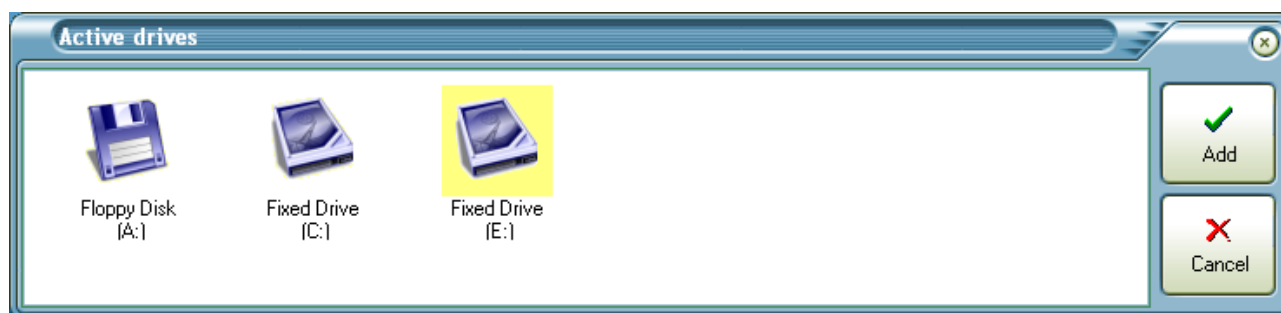 Active drives
Floppy Disk
(A:)
Fixed Drive
(C:)
Fixed Drive
(E:)
Add
Cancel